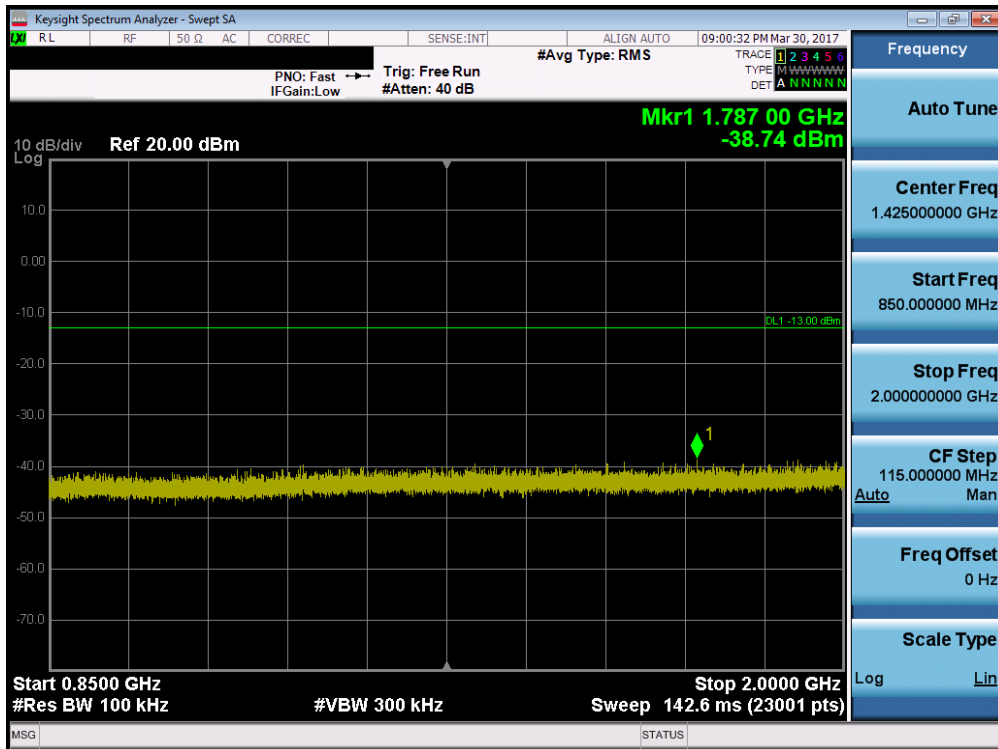 Keysight Spectrum Analyzer - Swept SA
LXI RL RF 50 Ω AC CORREC SENSE:INT ALIGN AUTO 09:00:32 PM Mar 30, 2017
Frequency
#Avg Type: RMS
TRACE 1 2 3 4 5 6
PNO: Fast Trig: Free Run
TYPE M WWWWW
IFGain:Low #Atten: 40 dB
DET A N N N N N
Auto Tune
Mkr1 1.787 00 GHz
-38.74 dBm
10 dB/div Ref 20.00 dBm
Log
10.0
0.00
-10.0
-20.0
-30.0
-40.0
-50.0
-60.0
-70.0
DL1 -13.00 dBm
1
Center Freq
1.425000000 GHz
Start Freq
850.000000 MHz
Stop Freq
2.000000000 GHz
CF Step
115.000000 MHz
Auto Man
Freq Offset
0 Hz
Scale Type
Log Lin
Start 0.8500 GHz Stop 2.0000 GHz
#Res BW 100 kHz #VBW 300 kHz Sweep 142.6 ms (23001 pts)
MSG STATUS